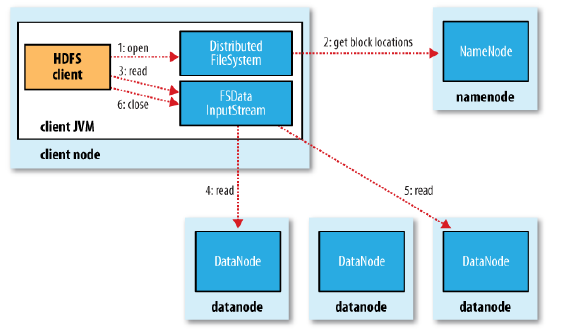 1: open
HDFS
client
3: read
6: close
Distributed
FileSystem
FSData
InputStream
client JVM
client node
2: get block locations
NameNode
namenode
4: read
5: read
DataNode
datanode
DataNode
datanode
DataNode
datanode